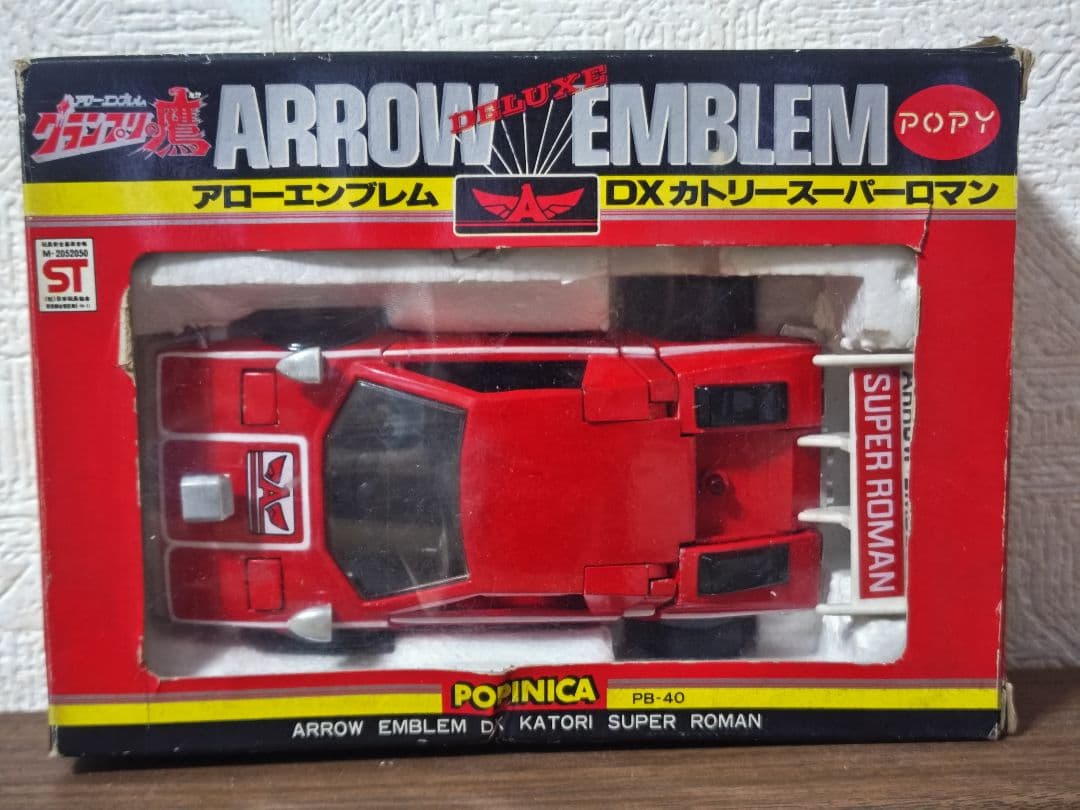 アローエンブレム
グランプリの鷹
ARROW EMBLEM
DELUXE
POPY
アローエンブレム
A
DXカトリースーパーロマン
M-2052050
ST
A
SUPER ROMAN
POPINICA
PB-40
ARROW EMBLEM DX KATORI SUPER ROMAN